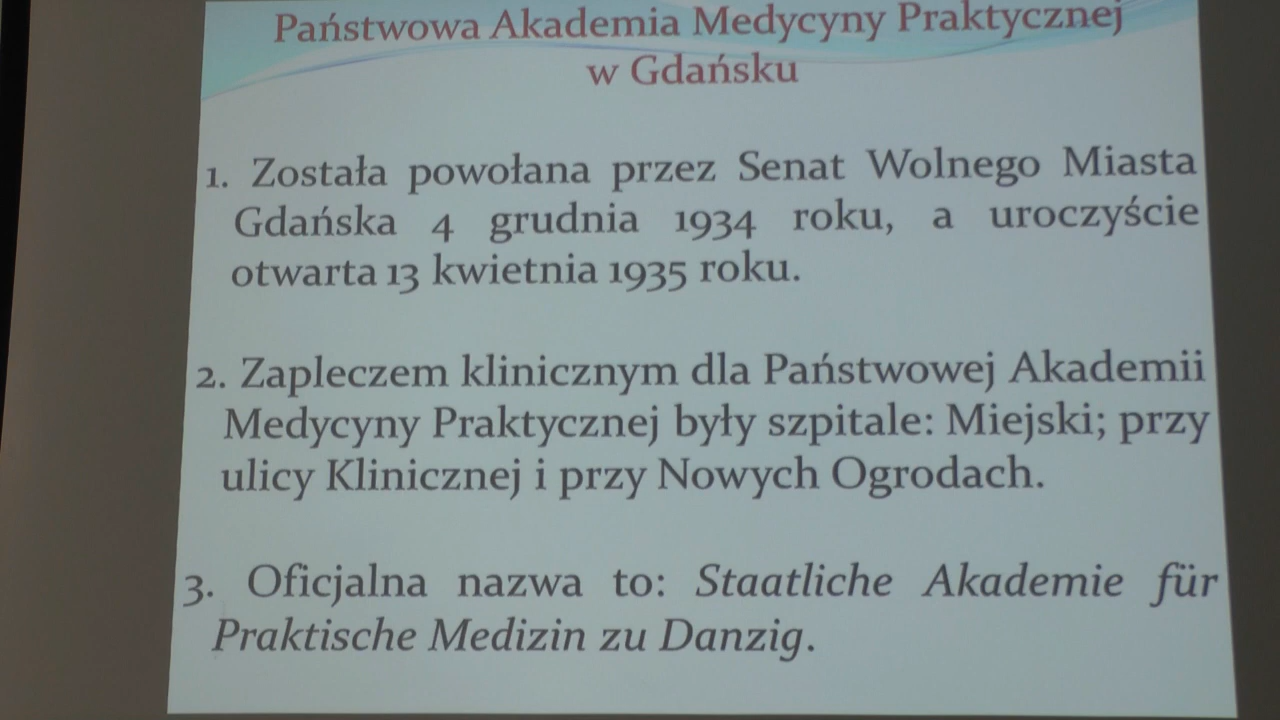 Państwowa Akademia Medycyny Praktycznej
w Gdańsku
1. Została powołana przez Senat Wolnego Miasta
Gdańska 4 grudnia 1934 roku, a uroczyście
otwarta 13 kwietnia 1935 roku.
2. Zapleczem klinicznym dla Państwowej Akademii
Medycyny Praktycznej były szpitale: Miejski; przy
ulicy Klinicznej i przy Nowych Ogrodach.
3. Oficjalna nazwa to: Staatliche Akademie für
Praktische Medizin zu Danzig.